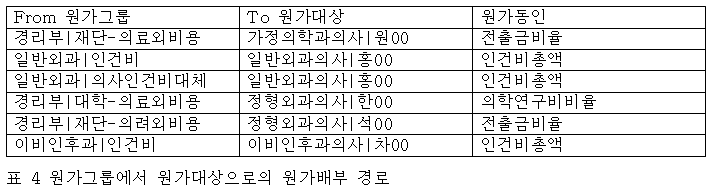 From 원가그룹 To 원가대상 원가동인
경리부|재단-의료외비용 가정의학과의사|원00 전출금비율
일반외과|인건비 일반외과의사|홍00 인건비총액
일반외과|의사인건비대체 일반외과의사|홍00 인건비총액
경리부|대학-의료외비용 정형외과의사|한00 의학연구비비율
경리부|재단-의려외비용 정형외과의사|석00 전출금비율
이비인후과|인건비 이비인후과의사|차00 인건비총액
표 4 원가그룹에서 원가대상으로의 원가배부 경로